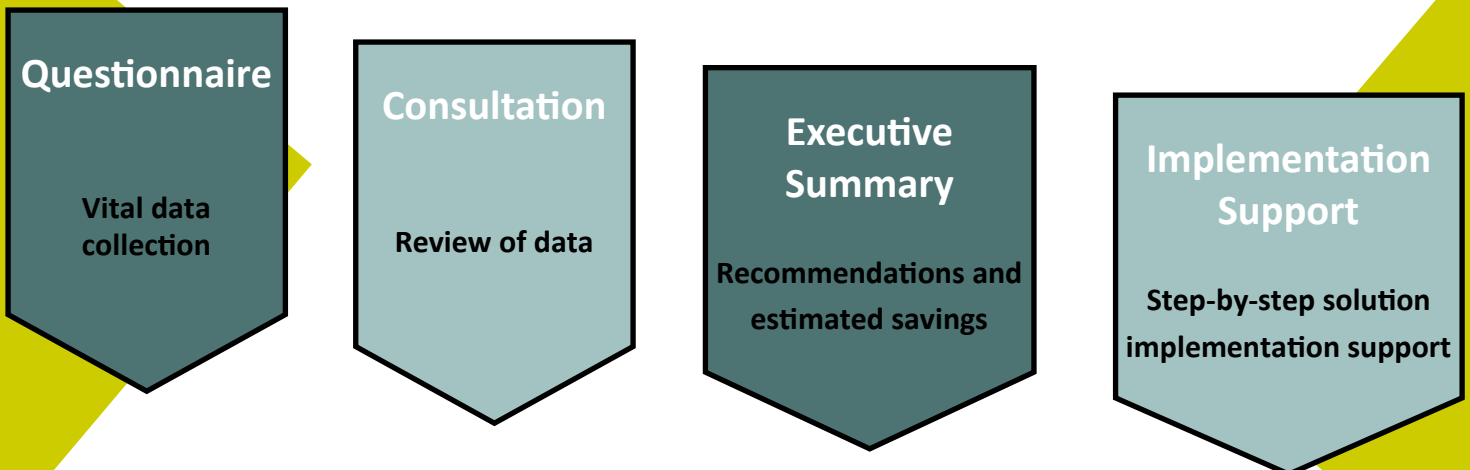 Questionnaire
Vital data
collection
Consultation
Review of data
Executive
Summary
Recommendations and
estimated savings
Implementation
Support
Step-by-step solution
implementation support